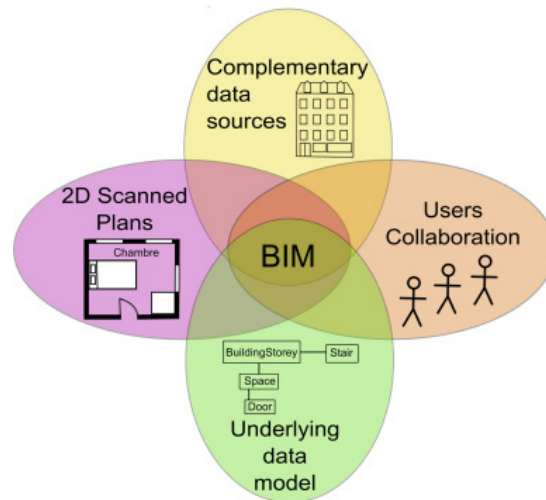 Complementary
data
sources
2D Scanned
Plans
Chambre
Users
Collaboration
BIM
BuildingStorey
Stair
Space
Door
Underlying
data
model